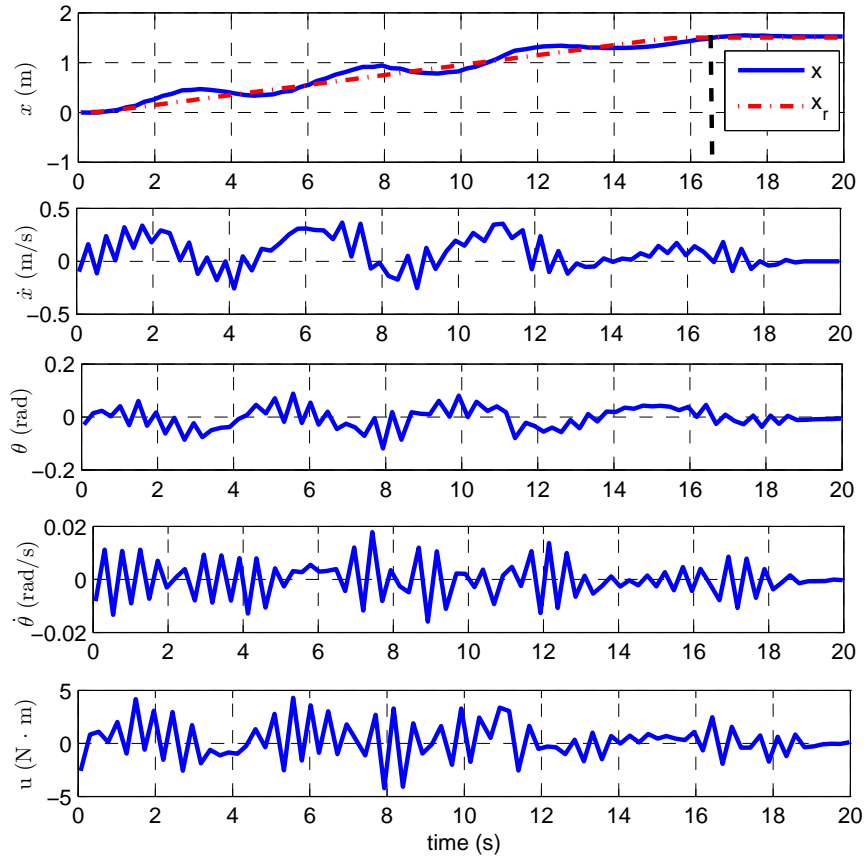 2
1
0
−1
x (m)
x
x_r
0 2 4 6 8 10 12 14 16 18 20
0.5
0
−0.5
ẋ (m/s)
0 2 4 6 8 10 12 14 16 18 20
0.2
0
−0.2
θ (rad)
0 2 4 6 8 10 12 14 16 18 20
0.02
0
−0.02
θ̇ (rad/s)
0 2 4 6 8 10 12 14 16 18 20
5
0
−5
u (N · m)
0 2 4 6 8 10 12 14 16 18 20
time (s)